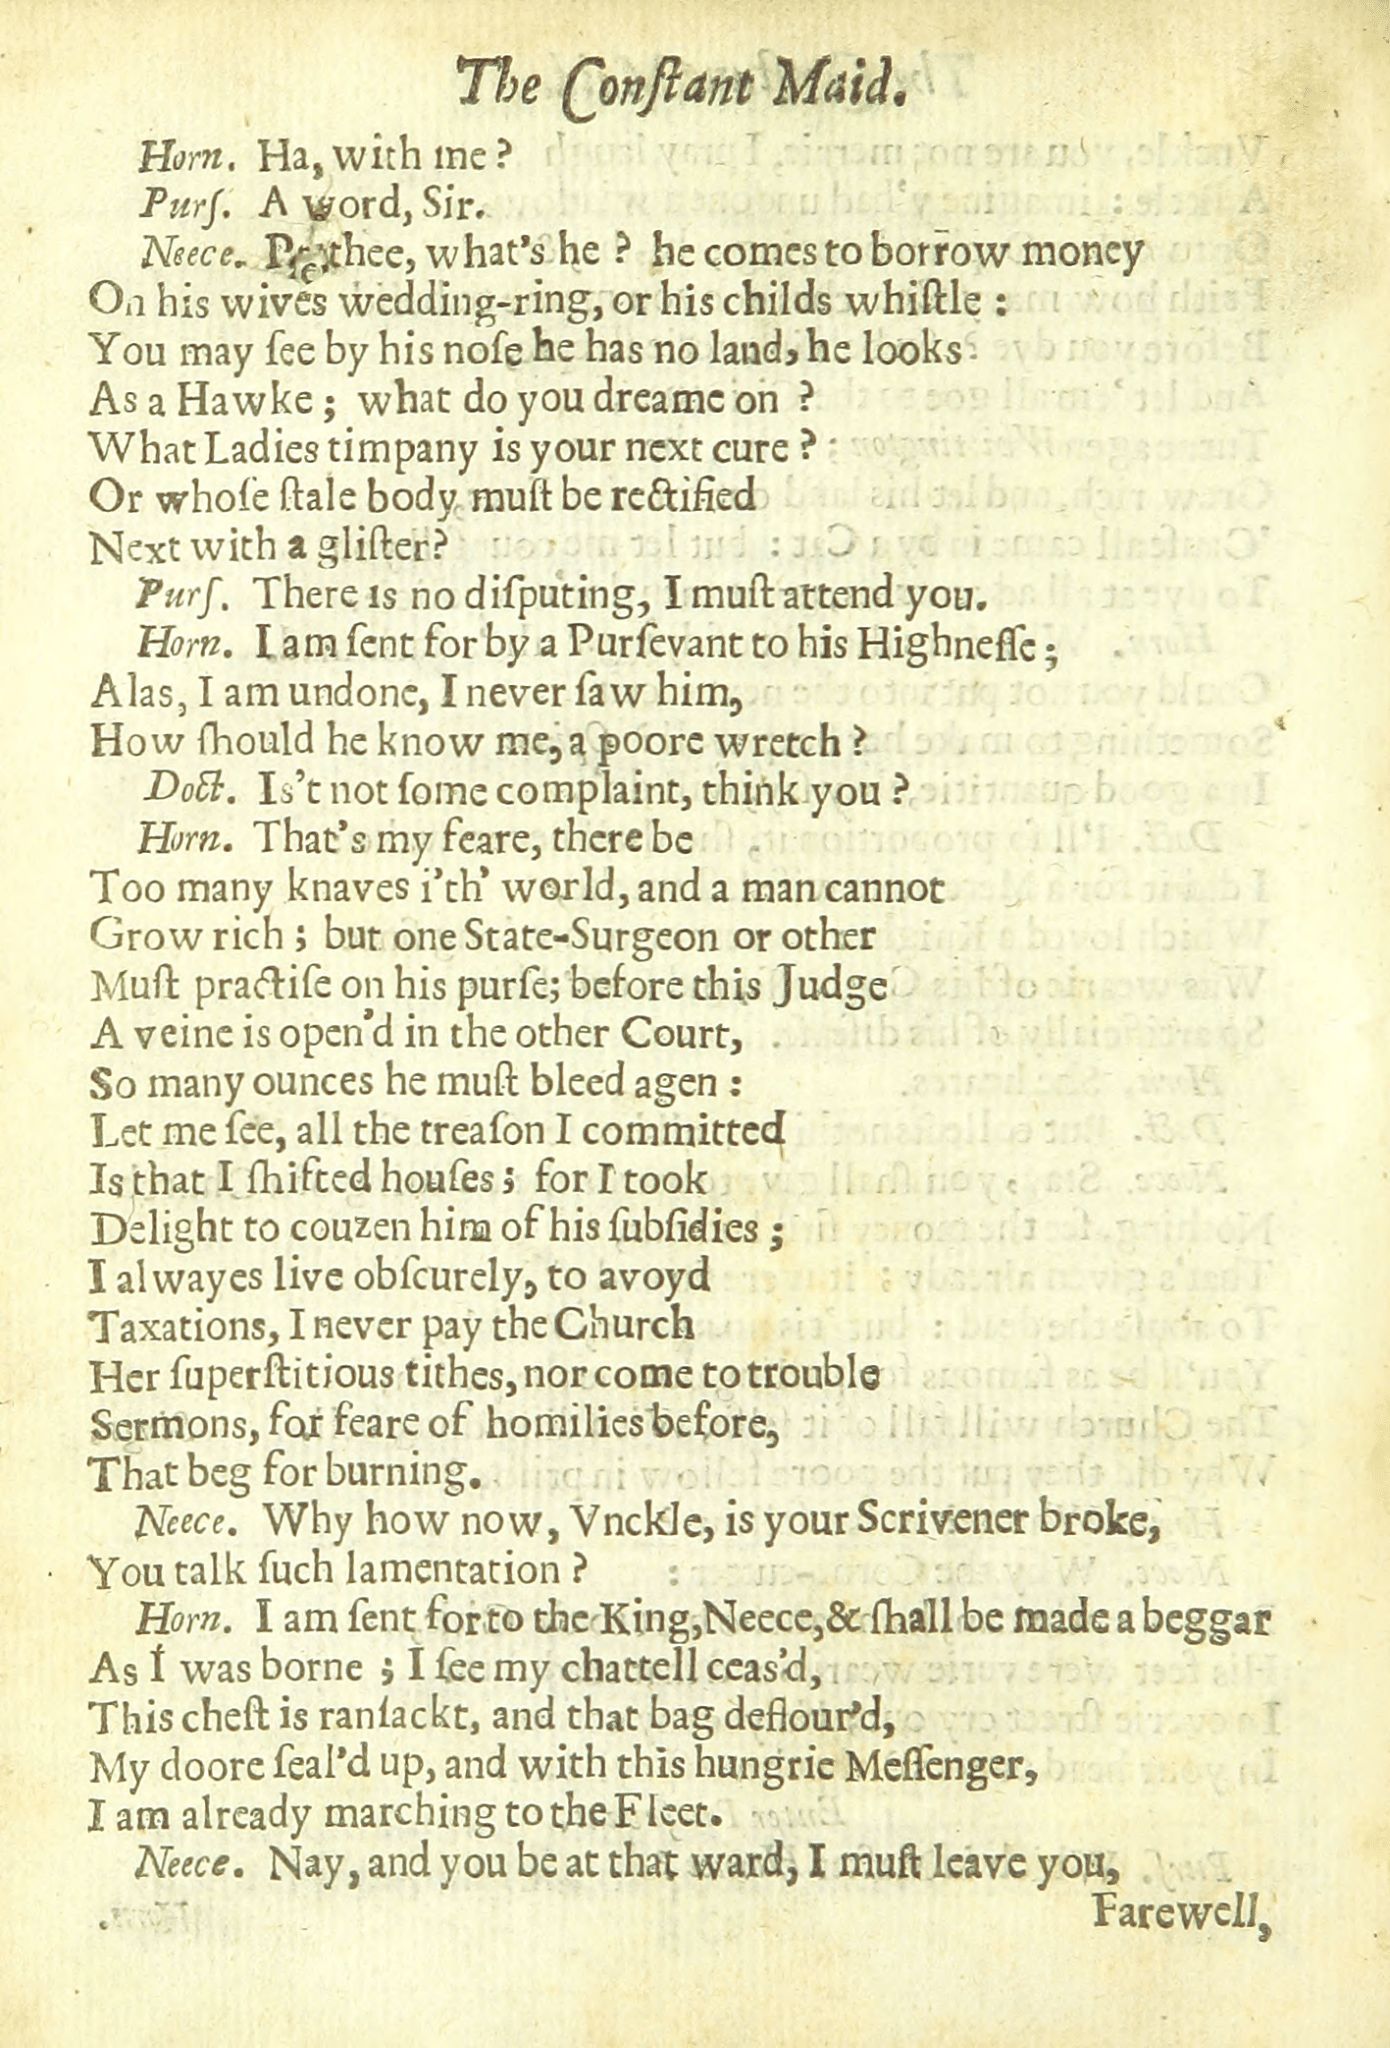 The Conſtant Maid.
Horn. Ha, with me?
Purſ. A word, Sir.
Neece. Prethee, what's he? he comes to borrow money
On his wives wedding-ring, or his childs whiſtle:
You may ſee by his noſe he has no land, he looks
As a Hawke; what do you dreame on?
What Ladies timpany is your next cure?
Or whoſe ſtale body muſt be rectified
Next with a gliſter?
Purſ. There is no diſputing, I muſt attend you.
Horn. I am ſent for by a Purſevant to his Highneſſe;
Alas, I am undone, I never ſaw him,
How ſhould he know me, a poore wretch?
Doct. Is't not ſome complaint, think you?
Horn. That's my feare, there be
Too many knaves i'th' world, and a man cannot
Grow rich; but one State-Surgeon or other
Muſt practiſe on his purſe; before this Judge
A veine is open'd in the other Court,
So many ounces he muſt bleed agen:
Let me ſee, all the treaſon I committed
Is that I ſhifted houſes; for I took
Delight to couzen him of his ſubſidies;
I alwayes live obſcurely, to avoyd
Taxations, I never pay the Church
Her ſuperſtitious tithes, nor come to trouble
Sermons, for feare of homilies before,
That beg for burning.
Neece. Why how now, Vnckle, is your Scrivener broke,
You talk ſuch lamentation?
Horn. I am ſent for to the King, Neece, & ſhall be made a beggar
As I was borne; I ſee my chattell ceas'd,
This cheſt is ranſackt, and that bag deflour'd,
My doore ſeal'd up, and with this hungrie Meſſenger,
I am already marching to the Fleet.
Neece. Nay, and you be at that ward, I muſt leave you,
Farewell,